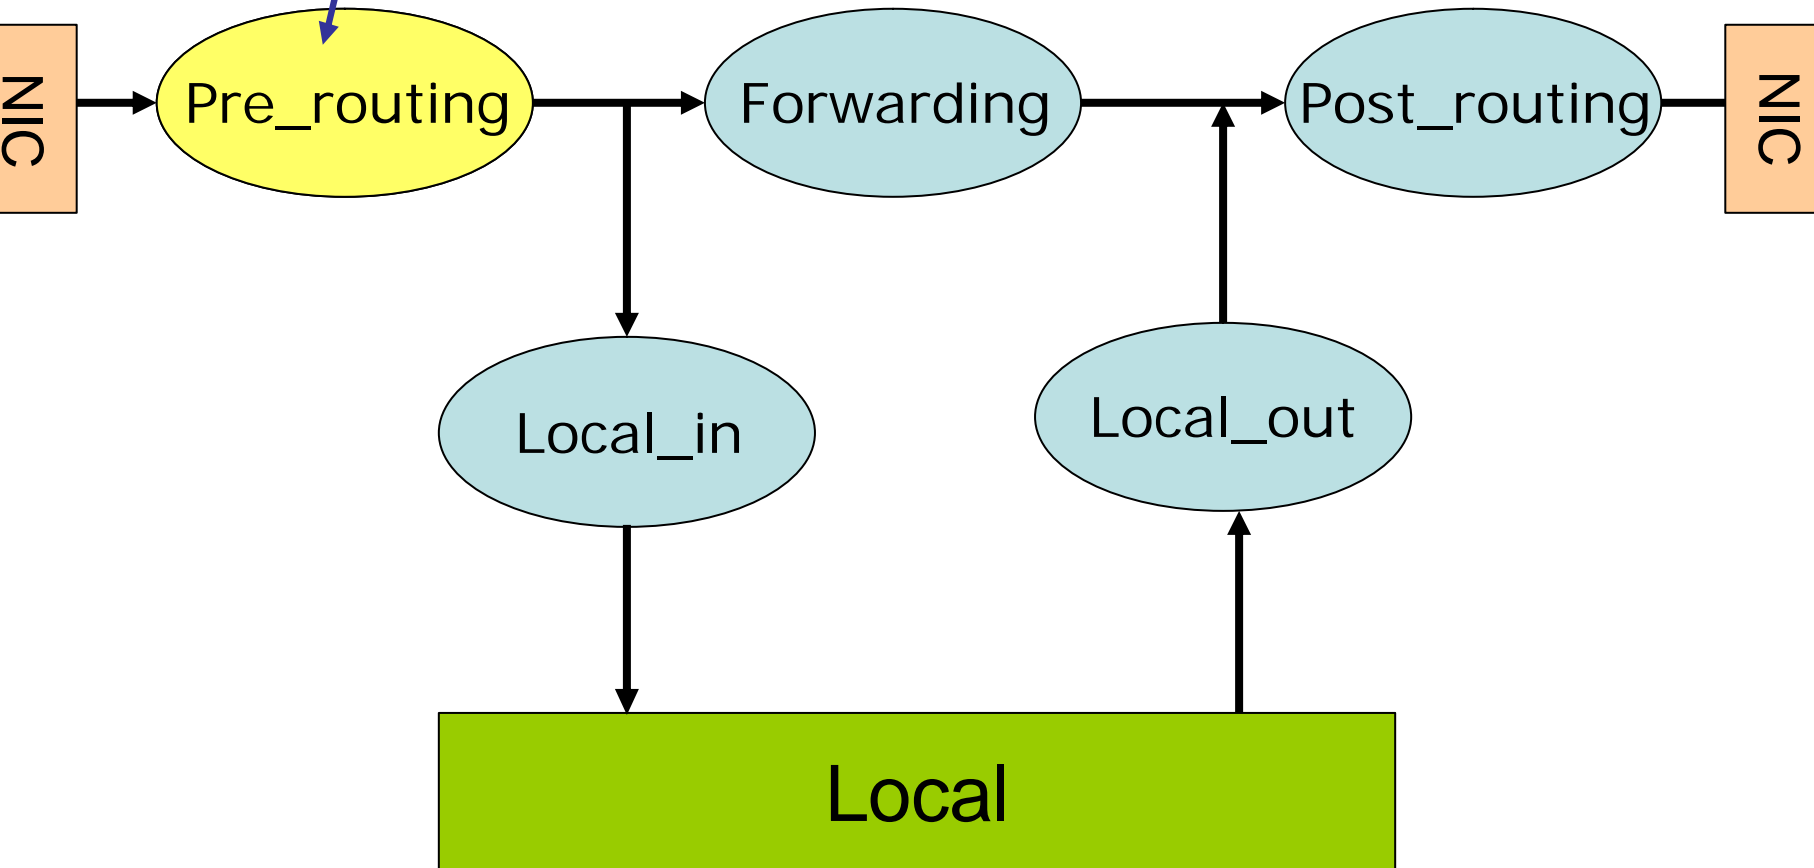 NIC
Pre_routing
Forwarding
Post_routing
NIC
Local_in
Local_out
Local